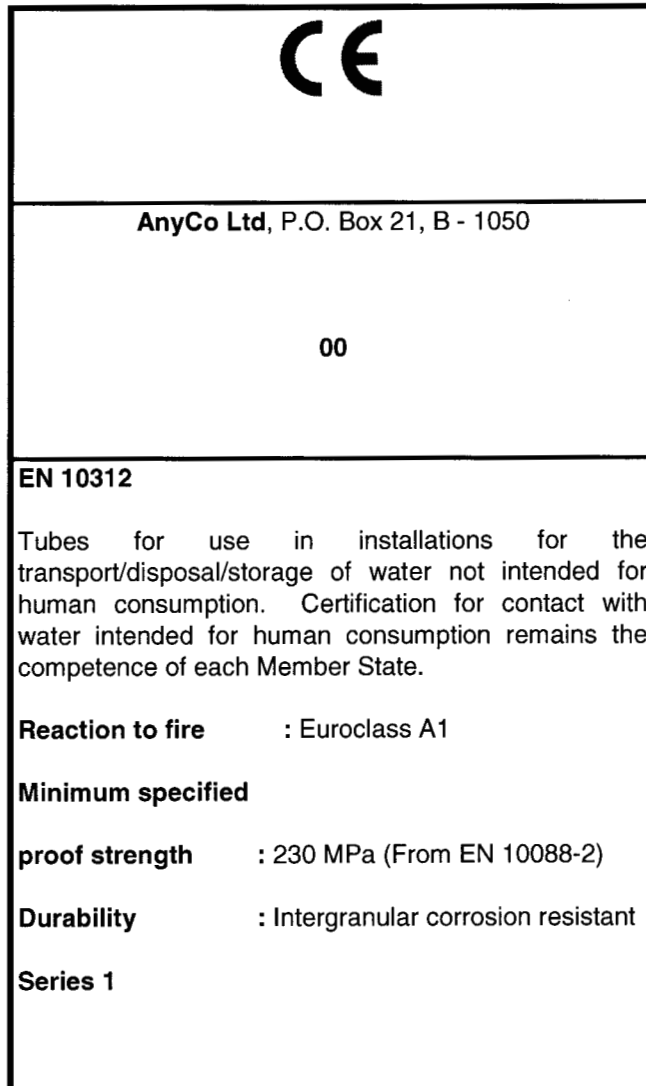 CE
AnyCo Ltd, P.O. Box 21, B - 1050
00
EN 10312
Tubes for use in installations for the
transport/disposal/storage of water not intended for
human consumption. Certification for contact with
water intended for human consumption remains the
competence of each Member State.
Reaction to fire : Euroclass A1
Minimum specified
proof strength : 230 MPa (From EN 10088-2)
Durability : Intergranular corrosion resistant
Series 1